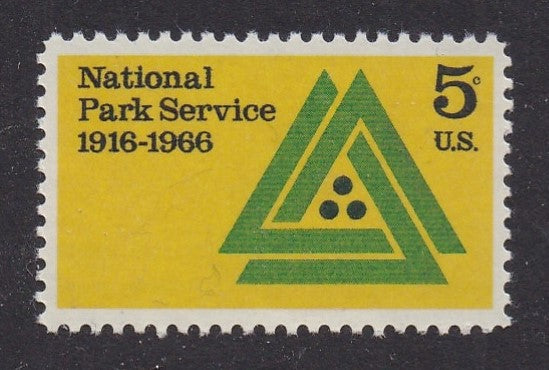 National
Park Service
1916-1966
5c
U.S.